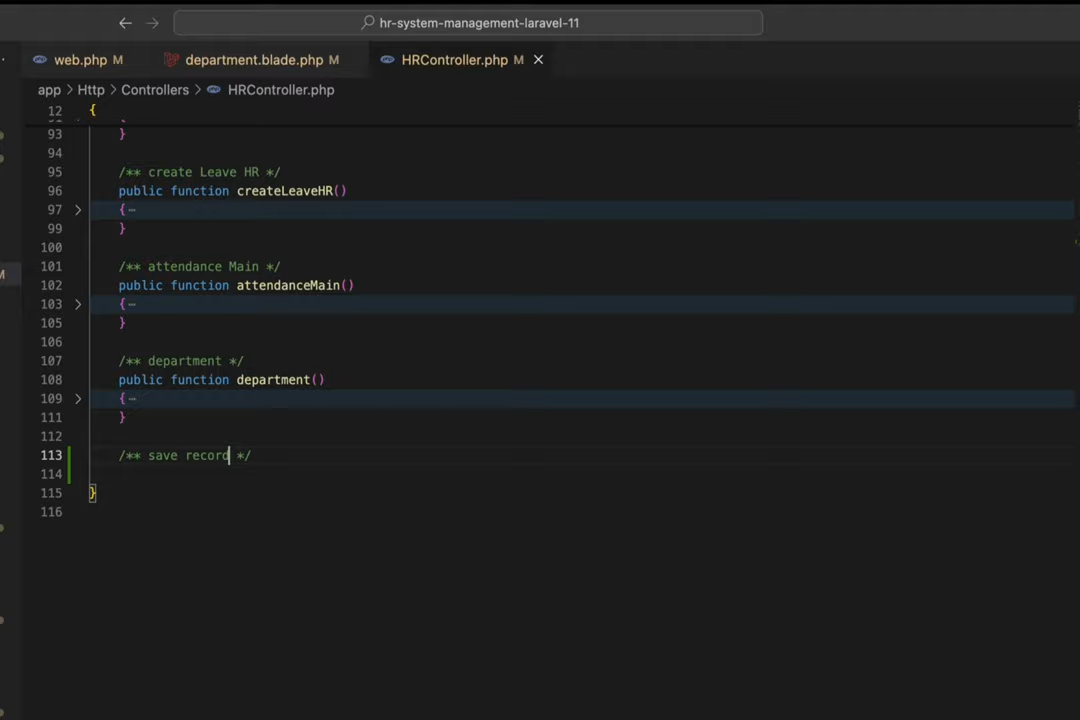 hr-system-management-laravel-11
web.php M department.blade.php M HRController.php M
app > Http > Controllers > HRController.php
12 {
93 }
94
95 /** create Leave HR */
96 public function createLeaveHR()
97 {
99 }
100
101 /** attendance Main */
102 public function attendanceMain()
103 {
105 }
106
107 /** department */
108 public function department()
109 {
111 }
112
113 /** save record */
114
115 }
116
M